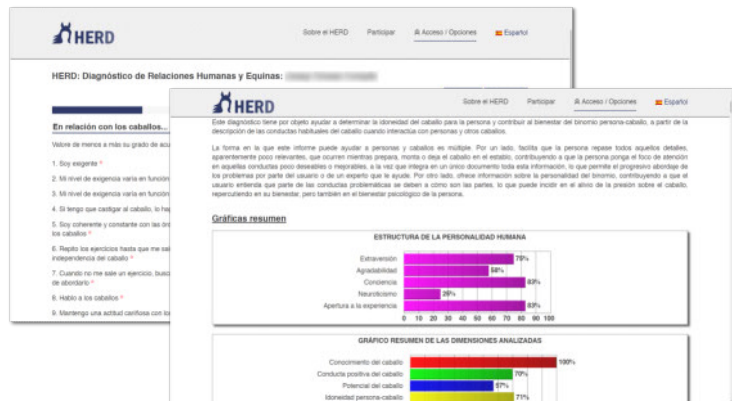 HERD
Sobre el HERD Participar Acceso / Opciones Español
HERD: Diagnóstico de Relaciones Humanas y Equinas:
En relación con los caballos...
Valore de menos a más su grado de acu
1. Soy exigente *
2. Mi nivel de exigencia varía en función
3. Mi nivel de exigencia varía en función
4. Si tengo que castigar al caballo, lo hag
5. Soy coherente y constante con las órd
los caballos *
6. Repito los ejercicios hasta que me sal
independencia del caballo *
7. Cuando no me sale un ejercicio, busc
de abordarlo *
8. Hablo a los caballos *
9. Mantengo una actitud cariñosa con lo
HERD
Sobre el HERD Participar Acceso / Opciones Español
Este diagnóstico tiene por objeto ayudar a determinar la idoneidad del caballo para la persona y contribuir al bienestar del binomio persona-caballo, a partir de la
descripción de las conductas habituales del caballo cuando interactúa con personas y otros caballos.
La forma en la que este informe puede ayudar a personas y caballos es múltiple. Por un lado, facilita que la persona repase todos aquellos detalles,
aparentemente poco relevantes, que ocurren mientras prepara, monta o deja el caballo en el establo, contribuyendo a que la persona ponga el foco de atención
en aquellas conductas poco deseables o mejorables, a la vez que integra en un único documento toda esta información, lo que permite el progresivo abordaje de
los problemas por parte del usuario o de un experto que le ayude. Por otro lado, ofrece información sobre la personalidad del binomio, contribuyendo a que el
usuario entienda que parte de las conductas problemáticas se deben a cómo son las partes, lo que puede incidir en el alivio de la presión sobre el caballo,
repercutiendo en su bienestar, pero también en el bienestar psicológico de la persona.
Gráficas resumen
ESTRUCTURA DE LA PERSONALIDAD HUMANA
Extraversión 75%
Agradabilidad 58%
Conciencia 83%
Neuroticismo 25%
Apertura a la experiencia 83%
0 10 20 30 40 50 60 70 80 90 100
GRÁFICO RESUMEN DE LAS DIMENSIONES ANALIZADAS
Conocimiento del caballo 100%
Conducta positiva del caballo 70%
Potencial del caballo 57%
Idoneidad persona-caballo 71%